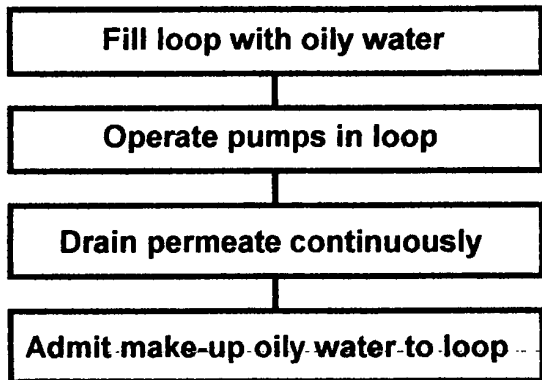 Fill loop with oily water
Operate pumps in loop
Drain permeate continuously
Admit make-up oily water to loop